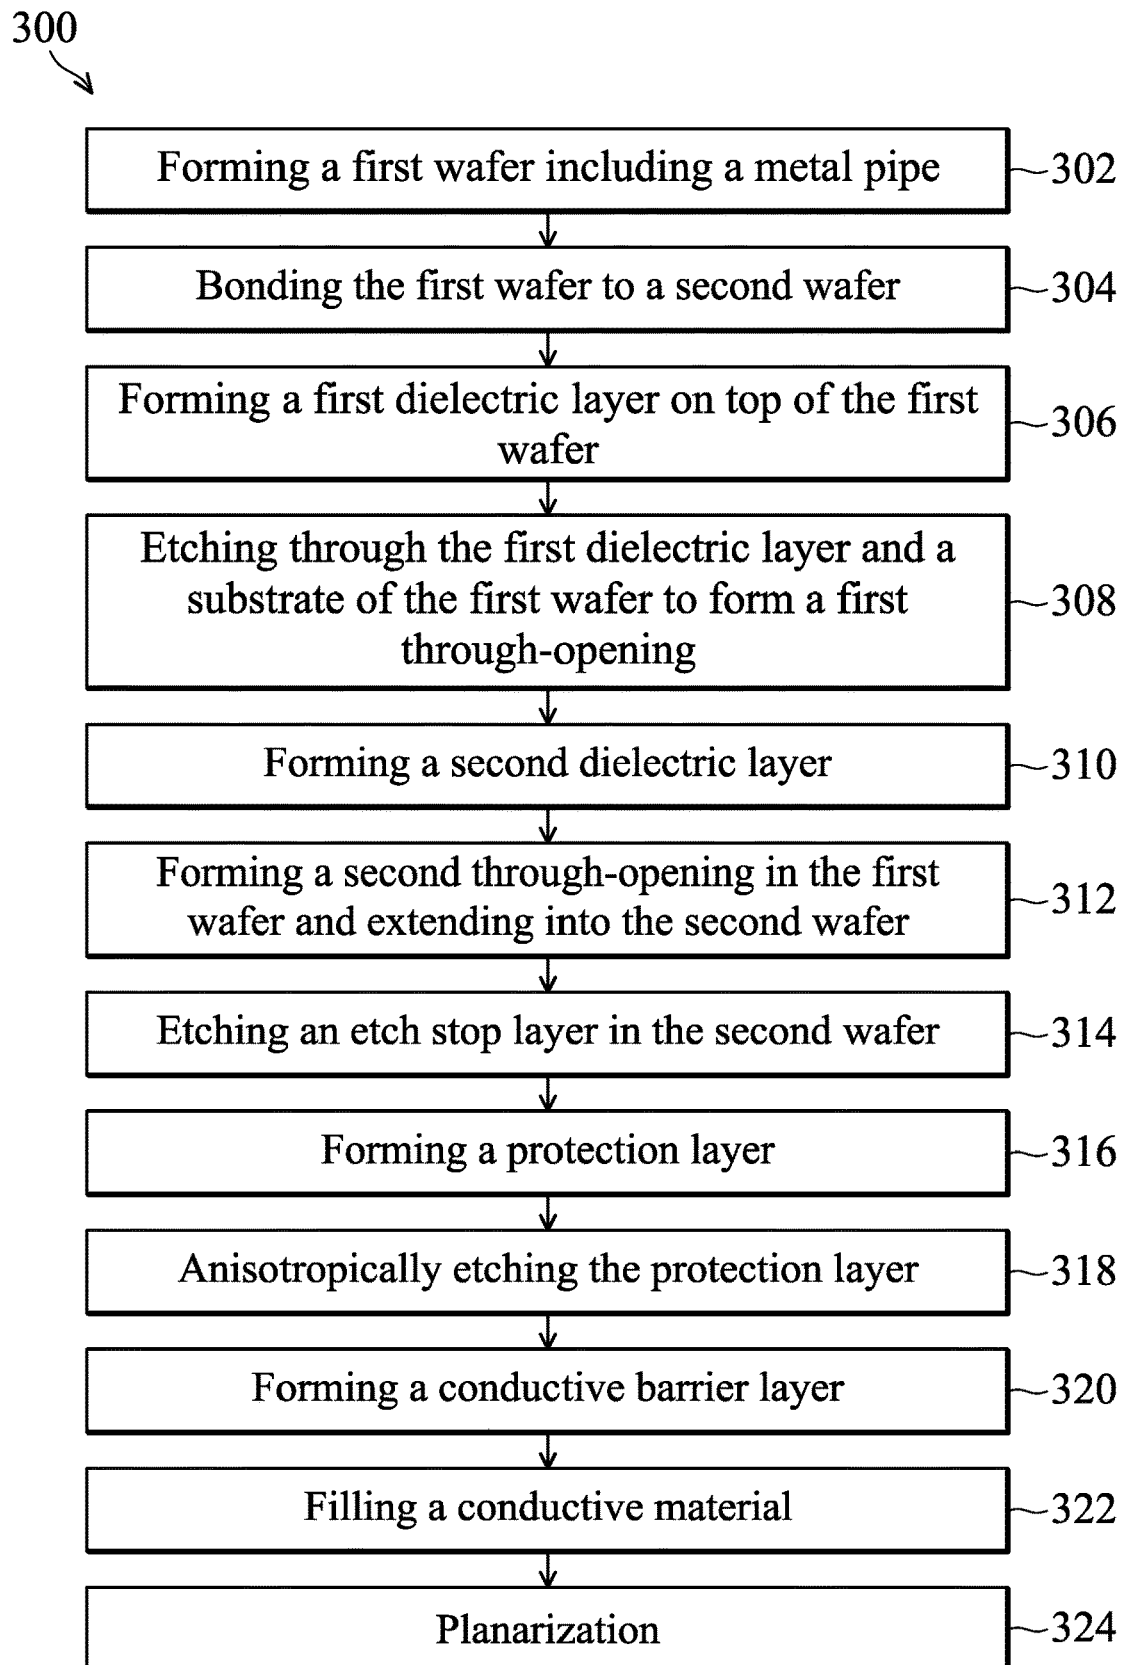 300
Forming a first wafer including a metal pipe
302
Bonding the first wafer to a second wafer
304
Forming a first dielectric layer on top of the first
wafer
306
Etching through the first dielectric layer and a
substrate of the first wafer to form a first
through-opening
308
Forming a second dielectric layer
310
Forming a second through-opening in the first
wafer and extending into the second wafer
312
Etching an etch stop layer in the second wafer
314
Forming a protection layer
316
Anisotropically etching the protection layer
318
Forming a conductive barrier layer
320
Filling a conductive material
322
Planarization
324